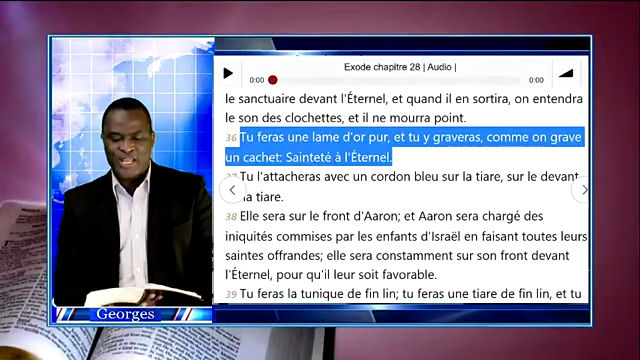 Exode chapitre 28 | Audio |
0:00
0:00
le sanctuaire devant l'Éternel, et quand il en sortira, on entendra
le son des clochettes, et il ne mourra point.
36 Tu feras une lame d'or pur, et tu y graveras, comme on grave
un cachet: Sainteté à l'Éternel.
Tu l'attacheras avec un cordon bleu sur la tiare, sur le devant
la tiare.
38 Elle sera sur le front d'Aaron; et Aaron sera chargé des
iniquités commises par les enfants d'Israël en faisant toutes leurs
saintes offrandes; elle sera constamment sur son front devant
l'Éternel, pour qu'il leur soit favorable.
39 Tu feras la tunique de fin lin; tu feras une tiare de fin lin, et tu
Georges